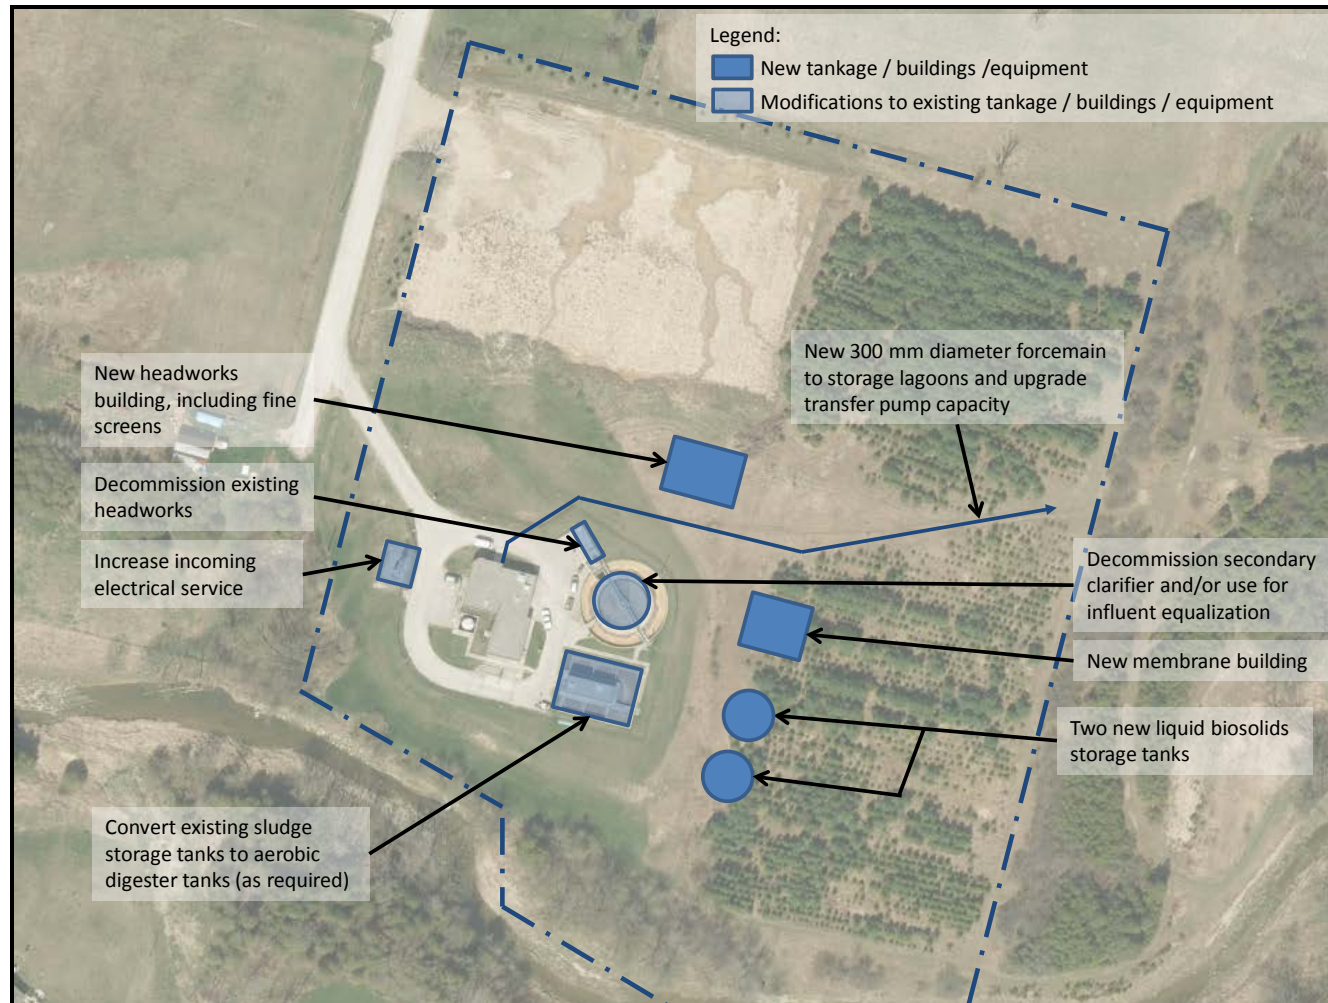 Legend:
New tankage / buildings /equipment
Modifications to existing tankage / buildings / equipment
New 300 mm diameter forcemain
to storage lagoons and upgrade
transfer pump capacity
New headworks
building, including fine
screens
Decommission existing
headworks
Increase incoming
electrical service
Decommission secondary
clarifier and/or use for
influent equalization
New membrane building
Two new liquid biosolids
storage tanks
Convert existing sludge
storage tanks to aerobic
digester tanks (as required)